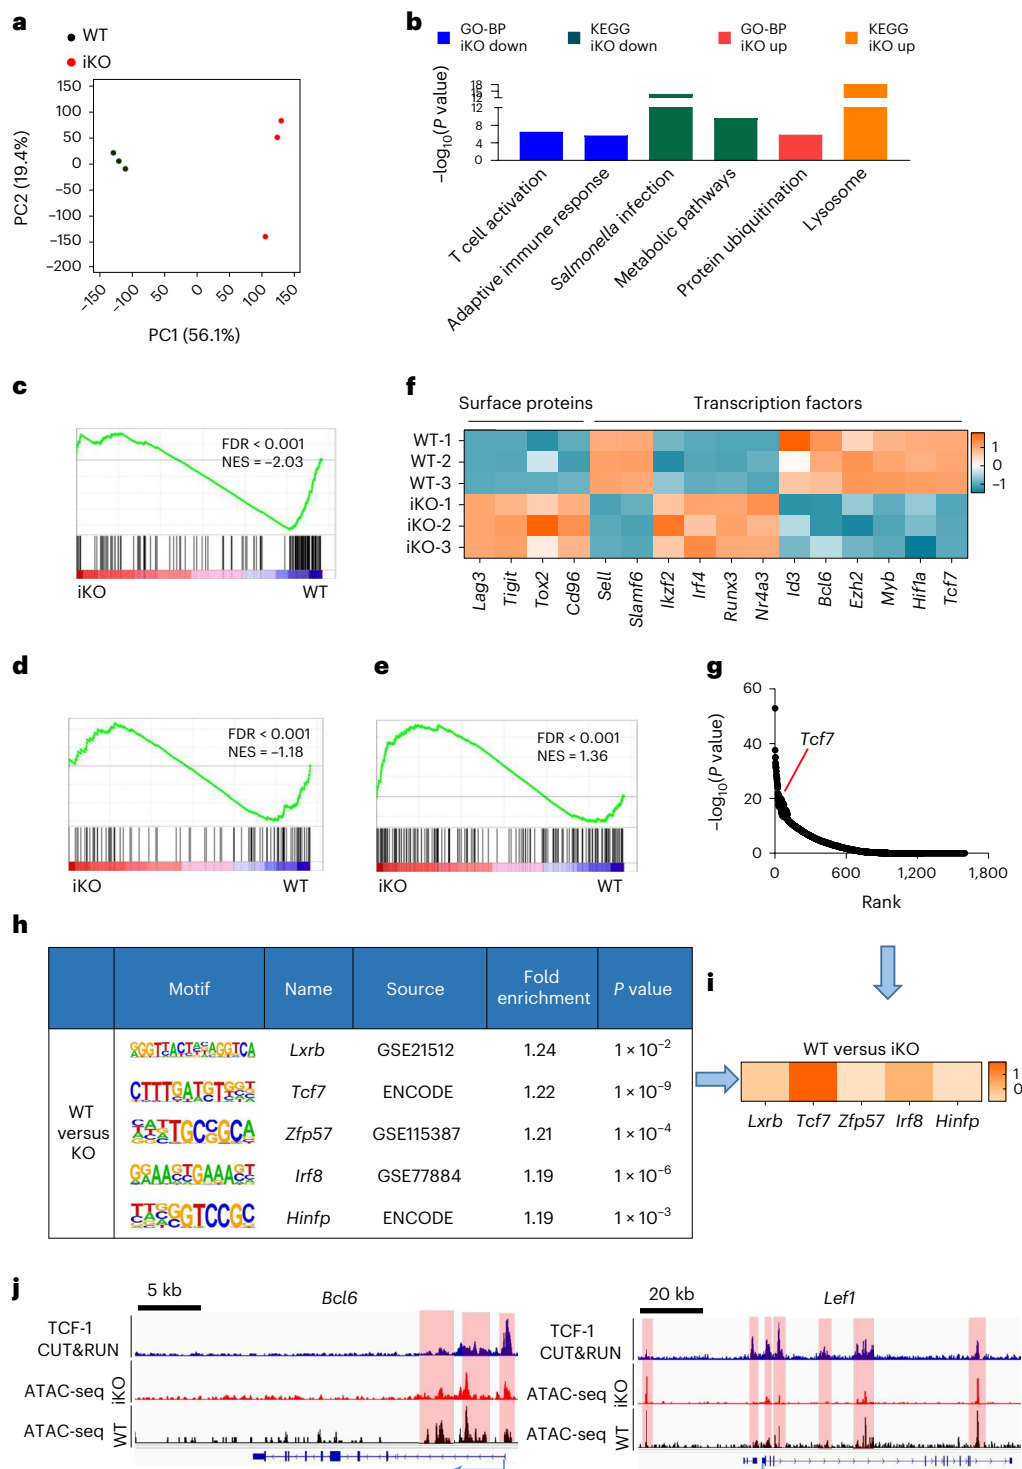 a
WT
iKO
150
100
50
0
−50
−100
−150
−200
−150
−100
50
0
50
100
150
PC2 (19.4%)
PC1 (56.1%)
b
GO-BP
iKO down
KEGG
iKO down
GO-BP
iKO up
KEGG
iKO up
−log10(P value)
18
15
12
12
8
4
0
T cell activation
Adaptive immune response
Salmonella infection
Metabolic pathways
Protein ubiquitination
Lysosome
c
FDR < 0.001
NES = −2.03
iKO
WT
f
Surface proteins
Transcription factors
WT-1
WT-2
WT-3
iKO-1
iKO-2
iKO-3
1
0
−1
Lag3
Tigit
Tox2
Cd96
Sell
Slamf6
Ikzf2
Irf4
Runx3
Nr4a3
Id3
Bcl6
Ezh2
Myb
Hif1a
Tcf7
d
FDR < 0.001
NES = −1.18
iKO
WT
e
FDR < 0.001
NES = 1.36
iKO
WT
g
60
40
20
0
−log10(P value)
Tcf7
0
600
1,200
1,800
Rank
h
Motif Name Source Fold enrichment P value
WT versus KO
GGGTTACTACAGGTCA Lxrb GSE21512 1.24 1 × 10−2
CTTTGATGTGGT Tcf7 ENCODE 1.22 1 × 10−9
CATTGCCGCA Zfp57 GSE115387 1.21 1 × 10−4
GGAAGTGAAAGT Irf8 GSE77884 1.19 1 × 10−6
TTCGGTCCGC Hinfp ENCODE 1.19 1 × 10−3
i
WT versus iKO
1
0
Lxrb
Tcf7
Zfp57
Irf8
Hinfp
j
5 kb
Bcl6
TCF-1
CUT&RUN
ATAC-seq
iKO
ATAC-seq
WT
20 kb
Lef1
TCF-1
CUT&RUN
ATAC-seq
iKO
ATAC-seq
WT